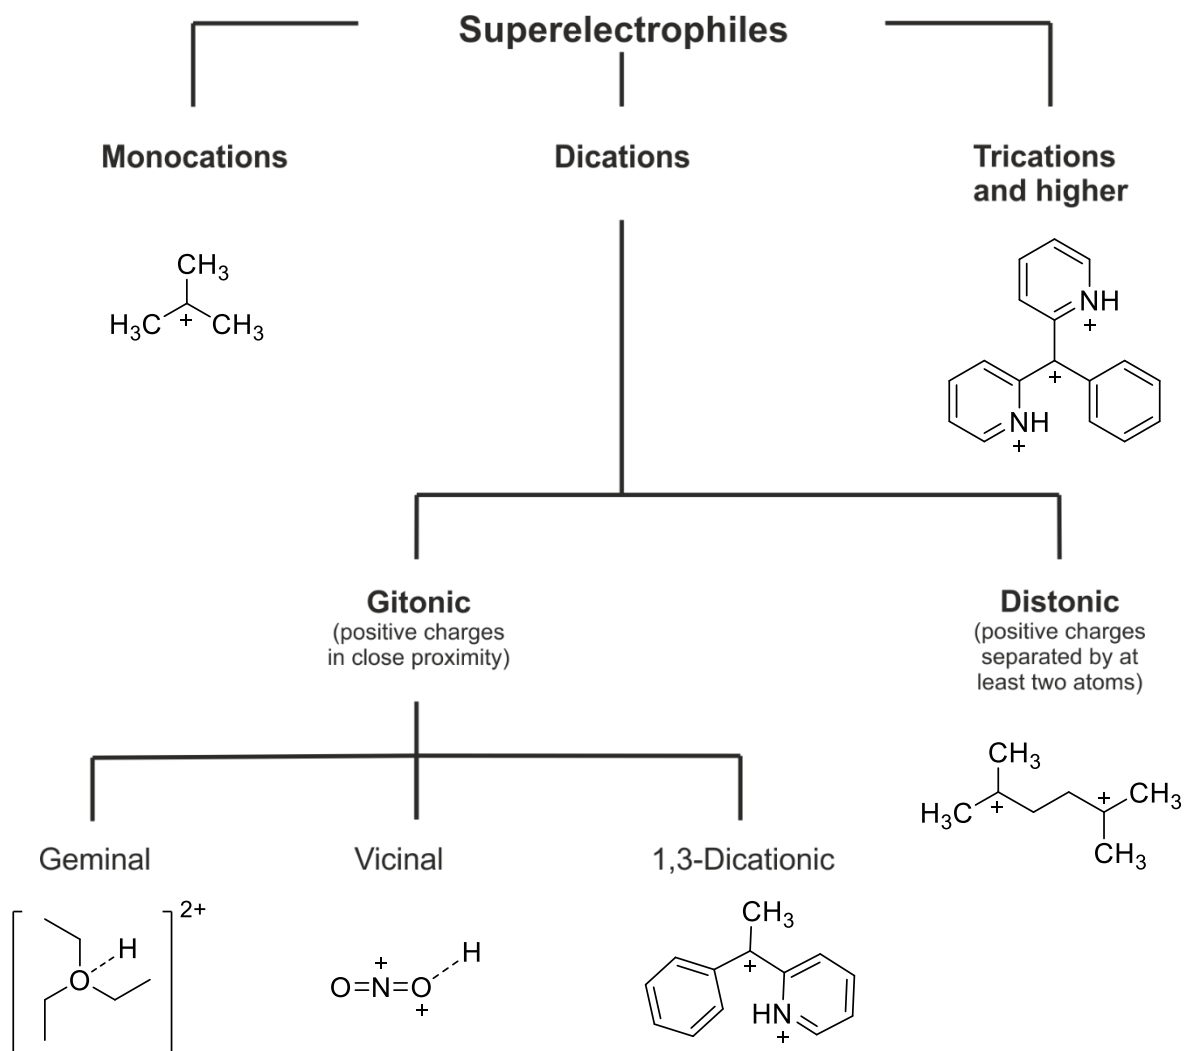 Superelectrophiles
Monocations
Dications
Trications
and higher
CH3
H3C + CH3
NH
+
+
NH
+
Gitonic
(positive charges
in close proximity)
Distonic
(positive charges
separated by at
least two atoms)
CH3
H3C + + CH3
CH3
Geminal
Vicinal
1,3-Dicationic
2+
H
O
+
H
O=N=O
+
CH3
+
HN
+